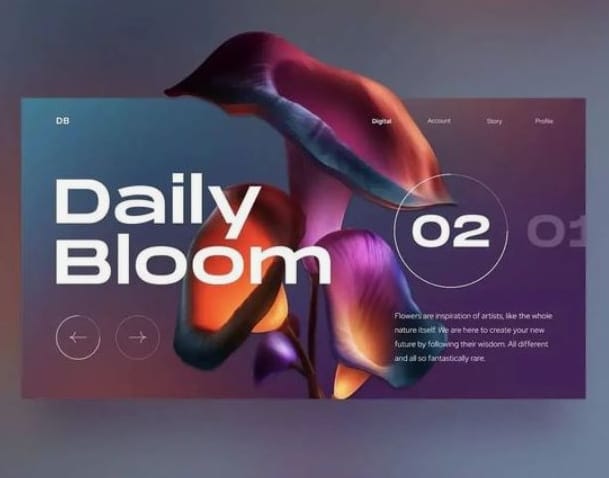 DB
Digital
Account
Story
Profile
Daily
Bloom
02
01
Flowers are inspiration of artists, like the whole
nature itself. We are here to create your new
future by following their wisdom. All different
and all so fantastically rare.